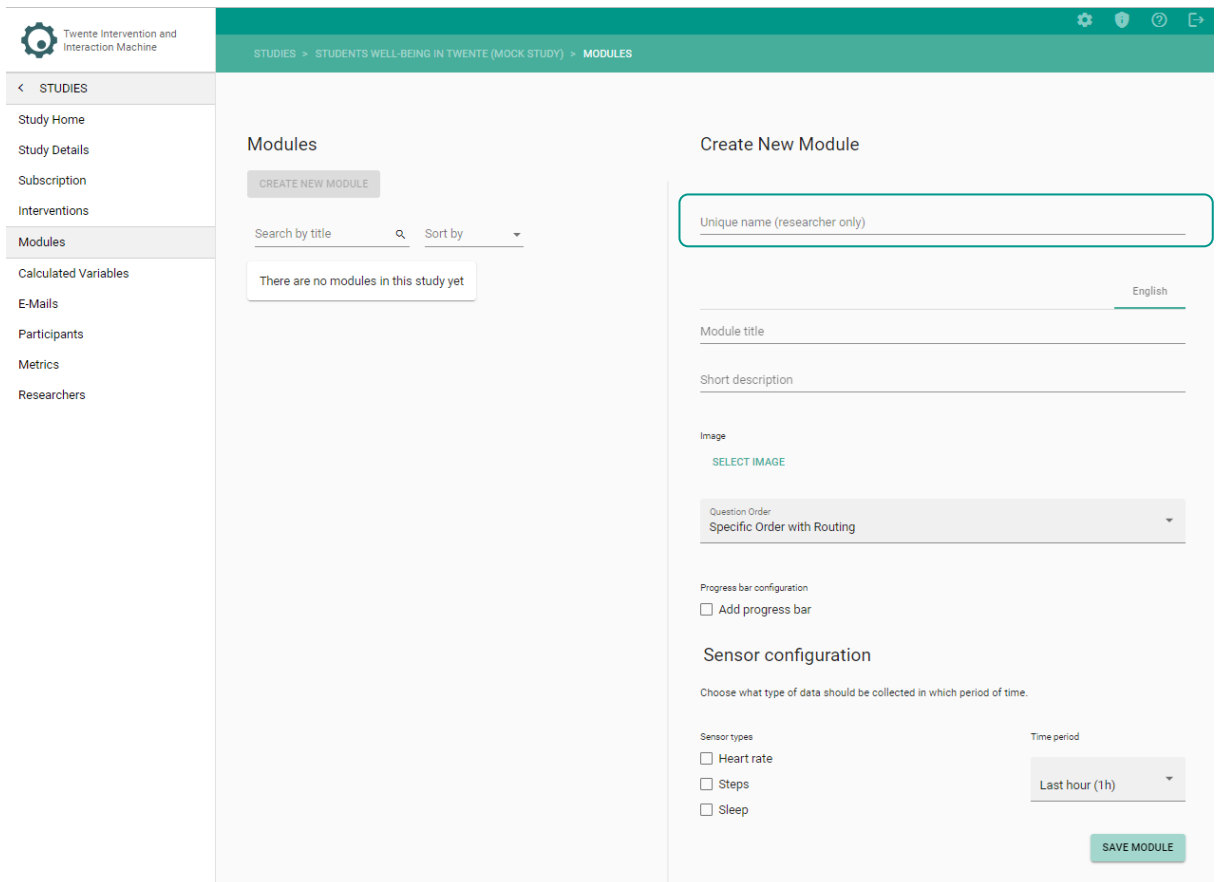 Twente Intervention and
Interaction Machine
STUDIES > STUDENTS WELL-BEING IN TWENTE (MOCK STUDY) > MODULES
< STUDIES
Study Home
Study Details
Subscription
Interventions
Modules
Calculated Variables
E-Mails
Participants
Metrics
Researchers
Modules
CREATE NEW MODULE
Search by title
Sort by
There are no modules in this study yet
Create New Module
Unique name (researcher only)
English
Module title
Short description
Image
SELECT IMAGE
Question Order
Specific Order with Routing
Progress bar configuration
Add progress bar
Sensor configuration
Choose what type of data should be collected in which period of time.
Sensor types
Heart rate
Steps
Sleep
Time period
Last hour (1h)
SAVE MODULE